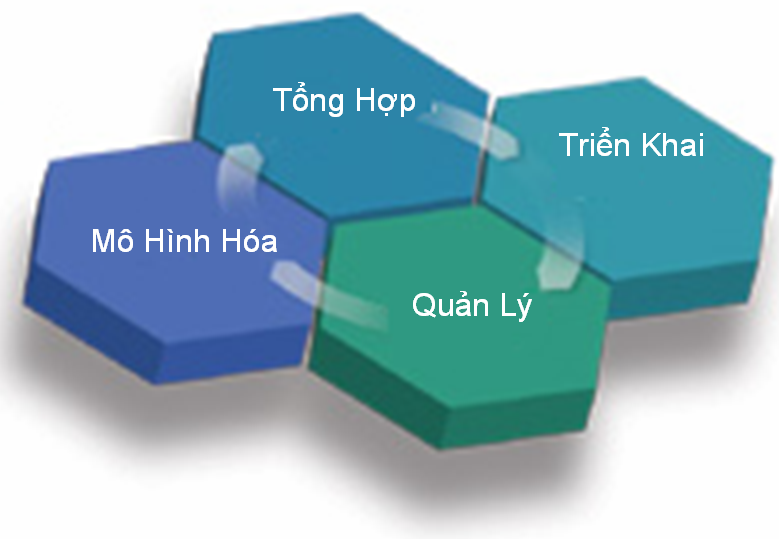 Tổng Hợp
Triển Khai
Mô Hình Hóa
Quản Lý